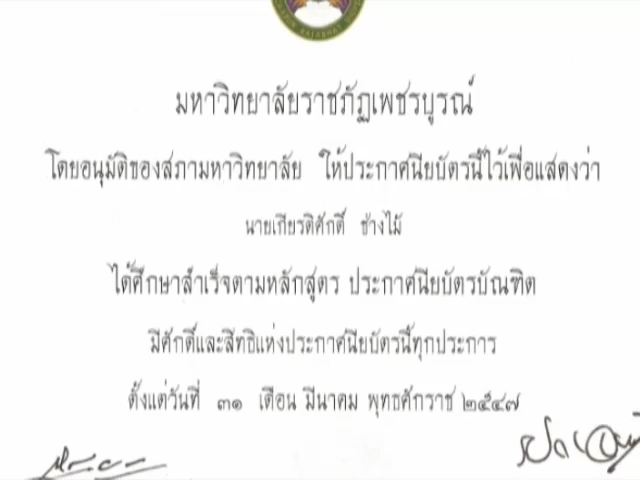 มหาวิทยาลัยราชภัฏเพชรบูรณ์
โดยอนุมัติของสภามหาวิทยาลัย ให้ประกาศนียบัตรนี้ไว้เพื่อแสดงว่า
นายเกียรติศักดิ์ ช้างไม้
ได้ศึกษาสำเร็จตามหลักสูตร ประกาศนียบัตรบัณฑิต
มีศักดิ์และสิทธิแห่งประกาศนียบัตรนี้ทุกประการ
ตั้งแต่วันที่ ๓๑ เดือน มีนาคม พุทธศักราช ๒๕๔๗